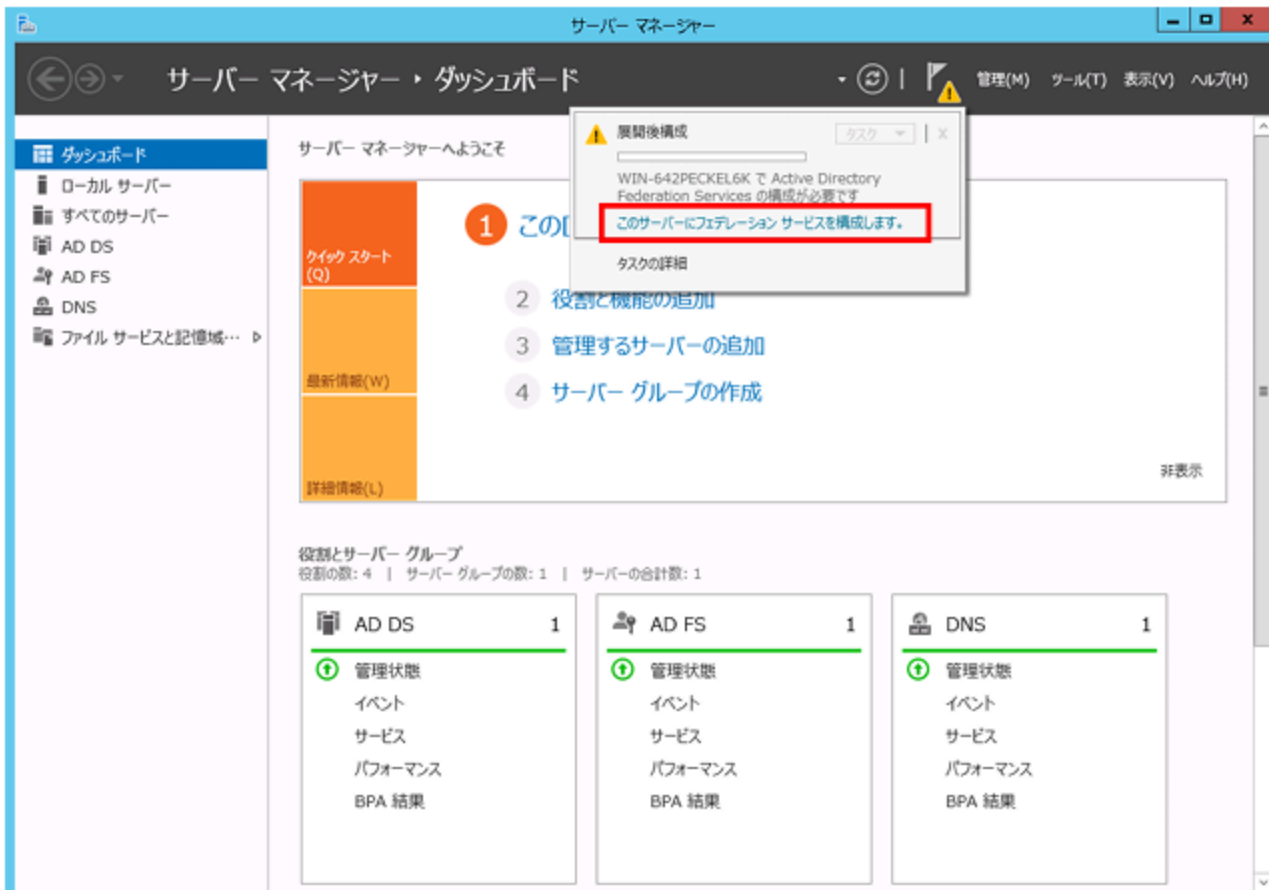 サーバー マネージャー
サーバー マネージャー ・ ダッシュボード
管理(M) ツール(T) 表示(V) ヘルプ(H)
ダッシュボード
ローカル サーバー
すべてのサーバー
AD DS
AD FS
DNS
ファイル サービスと記憶域…
展開後構成
タスク
x
WIN-642PECKEL6K で Active Directory
Federation Services の構成が必要です
このサーバーにフェデレーション サービスを構成します。
タスクの詳細
サーバー マネージャーへようこそ
クイック スタート
(Q)
最新情報(W)
詳細情報(L)
1 この
2 役割と機能の追加
3 管理するサーバーの追加
4 サーバー グループの作成
非表示
役割とサーバー グループ
役割の数: 4 | サーバー グループの数: 1 | サーバーの合計数: 1
AD DS 1
管理状態
イベント
サービス
パフォーマンス
BPA 結果
AD FS 1
管理状態
イベント
サービス
パフォーマンス
BPA 結果
DNS 1
管理状態
イベント
サービス
パフォーマンス
BPA 結果